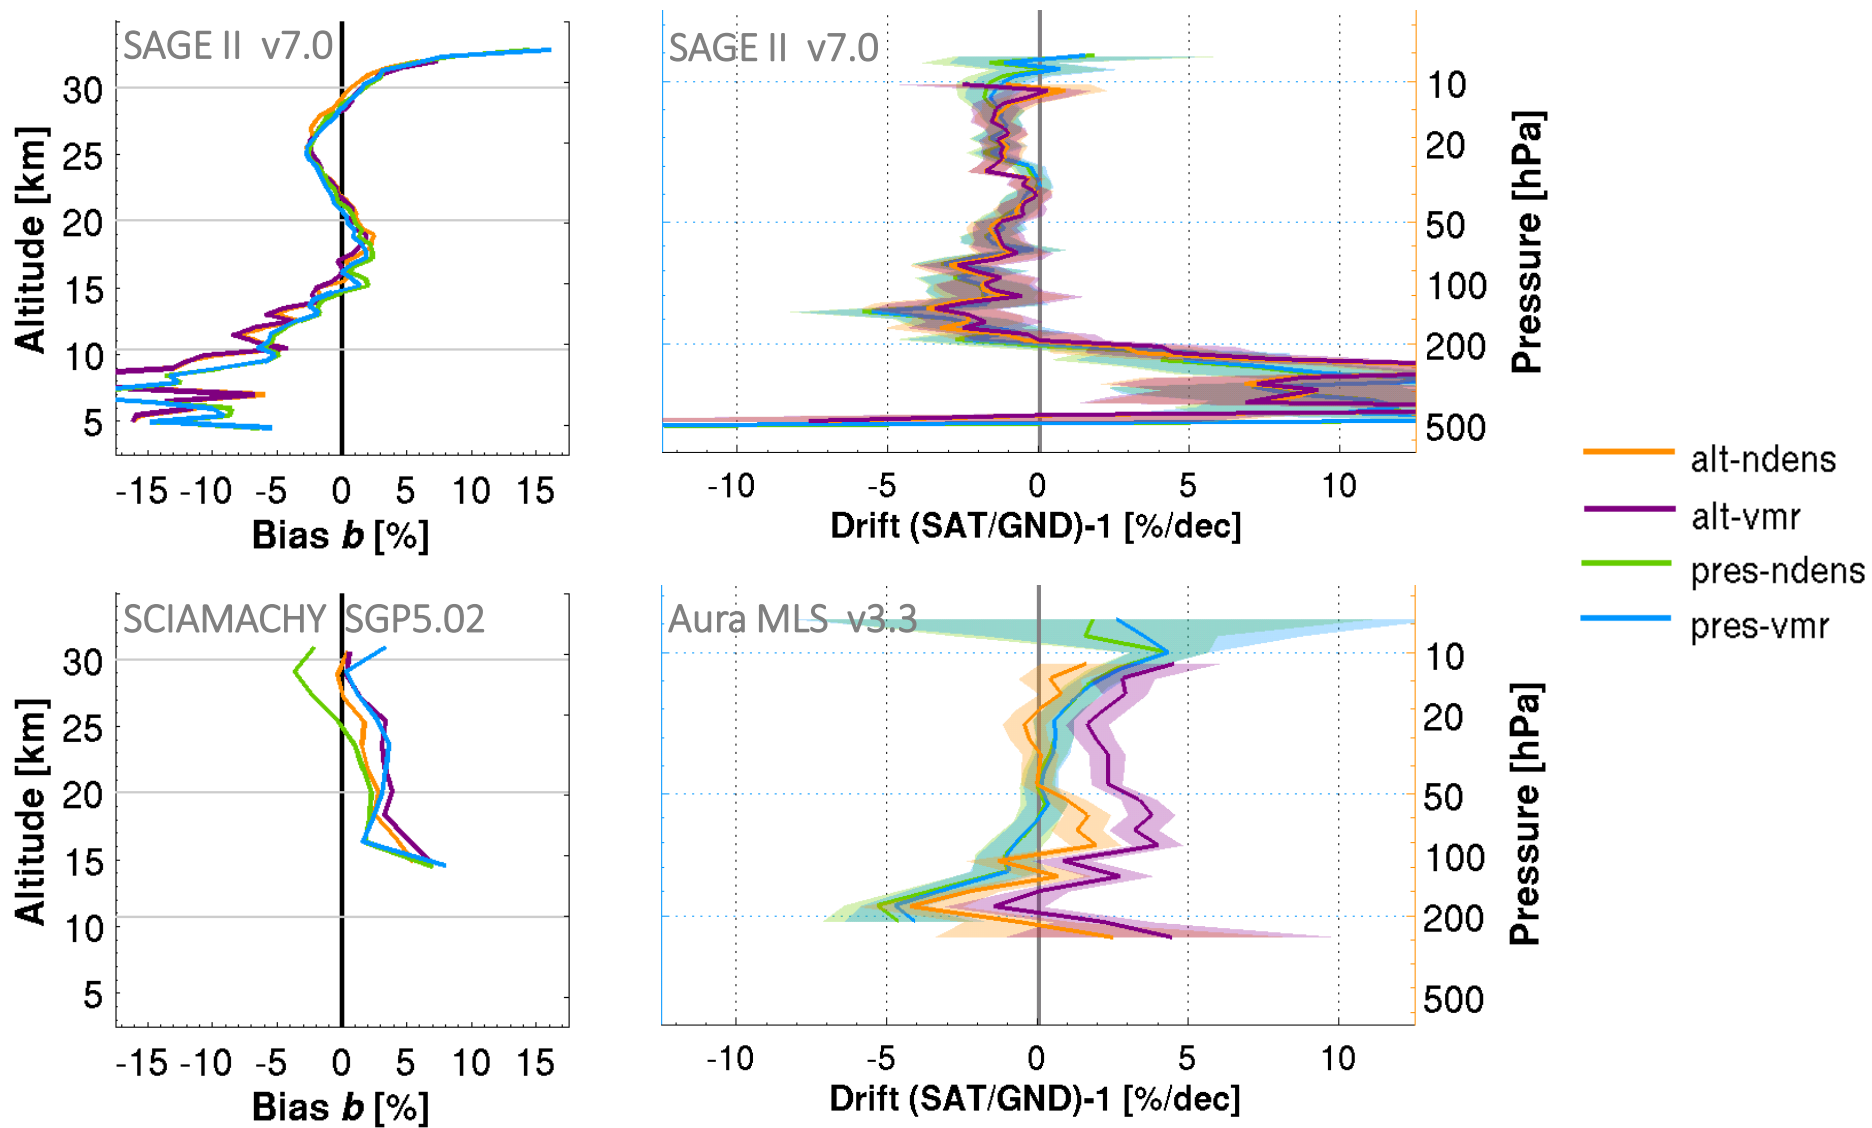 SAGE II v7.0
30
25
20
15
10
5
Altitude [km]
-15 -10 -5 0 5 10 15
Bias b [%]
SAGE II v7.0
10
20
50
100
200
500
Pressure [hPa]
-10 -5 0 5 10
Drift (SAT/GND)-1 [%/dec]
alt-ndens
alt-vmr
pres-ndens
pres-vmr
SCIAMACHY SGP5.02
30
25
20
15
10
5
Altitude [km]
-15 -10 -5 0 5 10 15
Bias b [%]
Aura MLS v3.3
10
20
50
100
200
500
Pressure [hPa]
-10 -5 0 5 10
Drift (SAT/GND)-1 [%/dec]